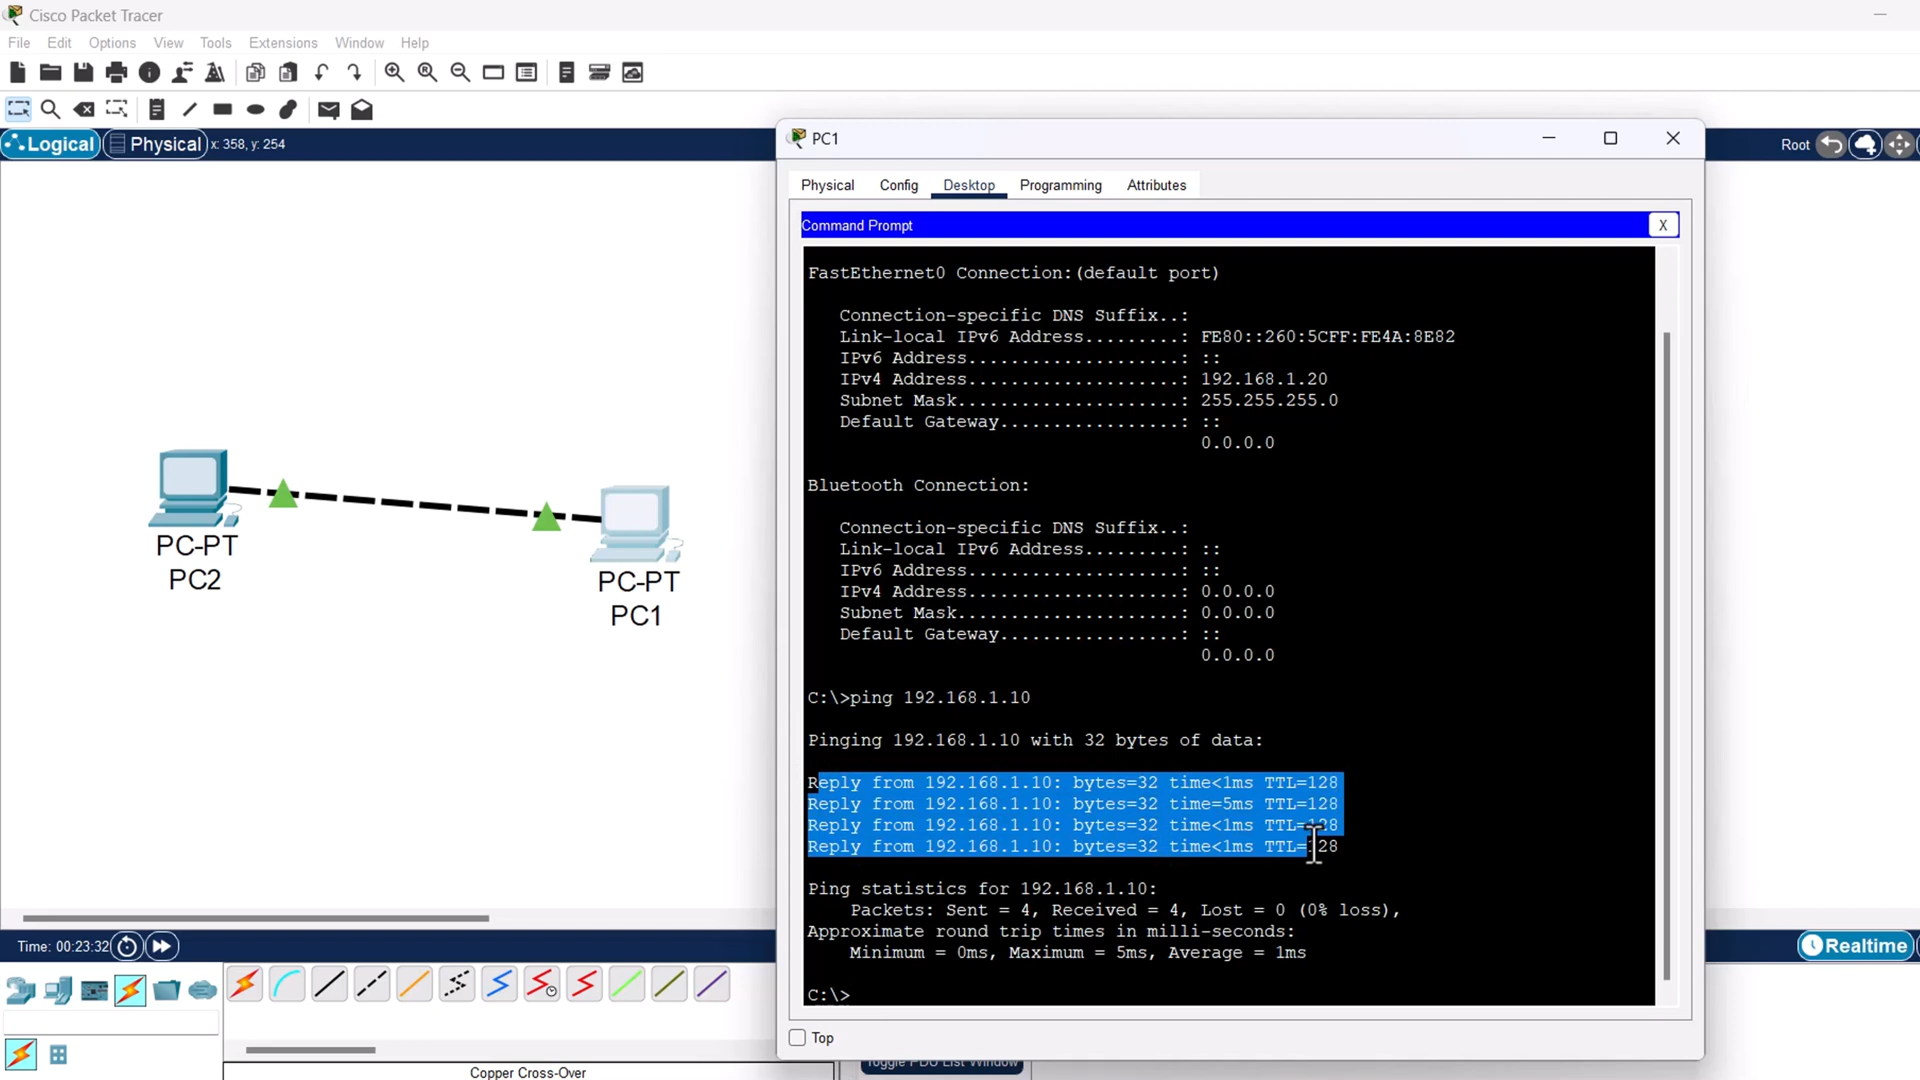 Cisco Packet Tracer
File Edit Options View Tools Extensions Window Help
Logical Physical x: 358, y: 254
Root
PC1
Physical Config Desktop Programming Attributes
Command Prompt
X
FastEthernet0 Connection:(default port)
Connection-specific DNS Suffix..:
Link-local IPv6 Address.........: FE80::260:5CFF:FE4A:8E82
IPv6 Address....................: ::
IPv4 Address....................: 192.168.1.20
Subnet Mask.....................: 255.255.255.0
Default Gateway.................: ::
0.0.0.0
Bluetooth Connection:
Connection-specific DNS Suffix..:
Link-local IPv6 Address.........: ::
IPv6 Address....................: ::
IPv4 Address....................: 0.0.0.0
Subnet Mask.....................: 0.0.0.0
Default Gateway.................: ::
0.0.0.0
C:\>ping 192.168.1.10
Pinging 192.168.1.10 with 32 bytes of data:
Reply from 192.168.1.10: bytes=32 time<1ms TTL=128
Reply from 192.168.1.10: bytes=32 time=5ms TTL=128
Reply from 192.168.1.10: bytes=32 time<1ms TTL=128
Reply from 192.168.1.10: bytes=32 time<1ms TTL=128
Ping statistics for 192.168.1.10:
Packets: Sent = 4, Received = 4, Lost = 0 (0% loss),
Approximate round trip times in milli-seconds:
Minimum = 0ms, Maximum = 5ms, Average = 1ms
C:\>
Top
PC-PT
PC2
PC-PT
PC1
Time: 00:23:32
Realtime
Toggle PDU List Window
Copper Cross-Over